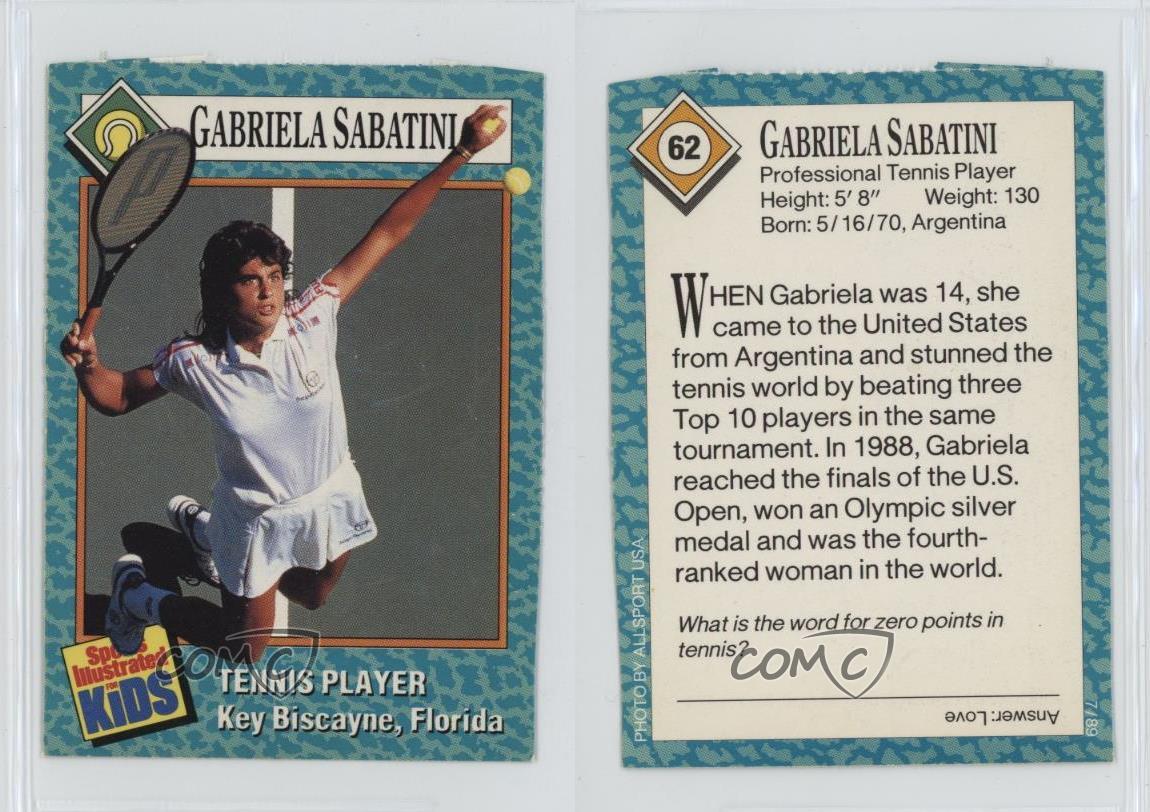 GABRIELA SABATINI
Sports
Illustrated
FOR
KIDS
TENNIS PLAYER
Key Biscayne, Florida
COMC
62
GABRIELA SABATINI
Professional Tennis Player
Height: 5' 8" Weight: 130
Born: 5/16/70, Argentina
WHEN Gabriela was 14, she
came to the United States
from Argentina and stunned the
tennis world by beating three
Top 10 players in the same
tournament. In 1988, Gabriela
reached the finals of the U.S.
Open, won an Olympic silver
medal and was the fourth-
ranked woman in the world.
What is the word for zero points in
tennis?
COMC
Answer: Love
PHOTO BY ALLSPORT USA